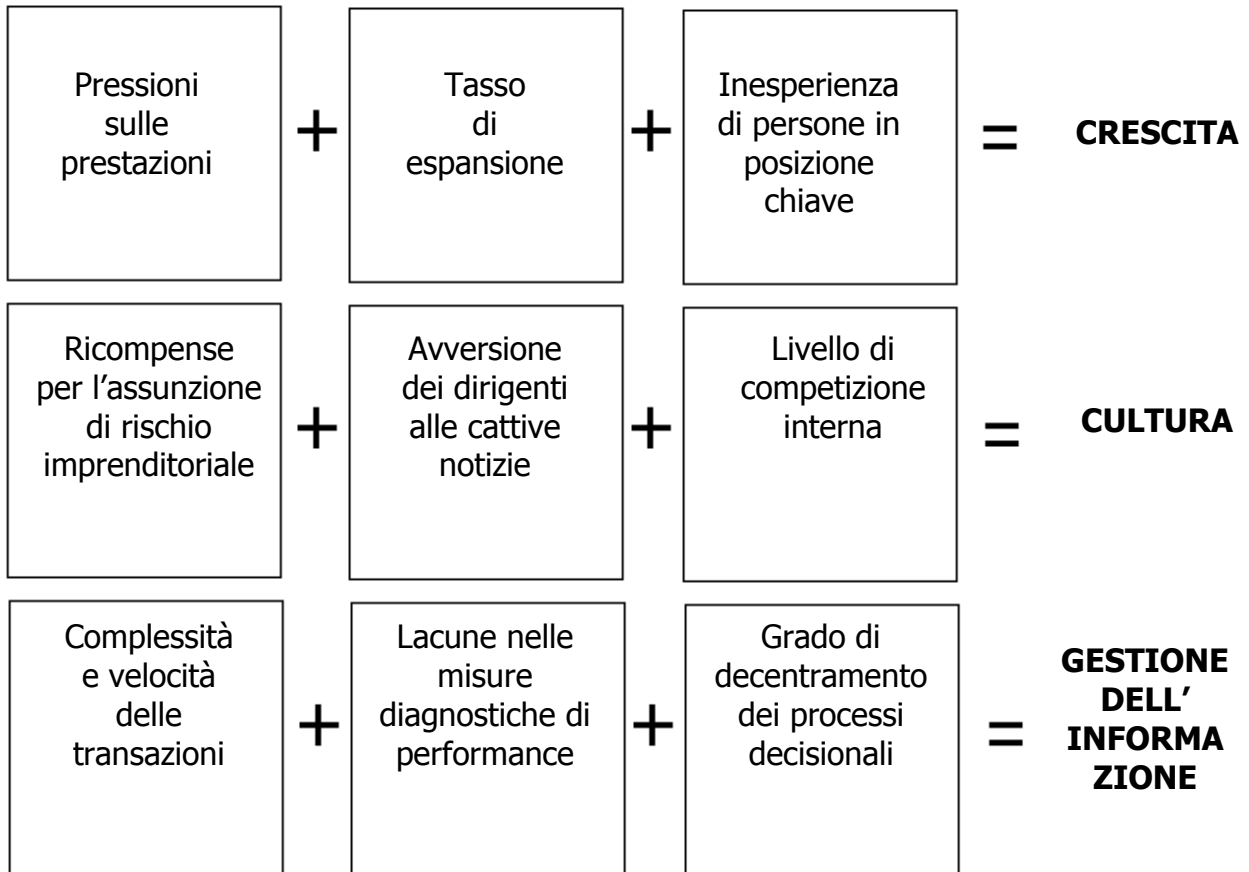 Pressioni
sulle
prestazioni
+
Tasso
di
espansione
+
Inesperienza
di persone in
posizione
chiave
=
CRESCITA
Ricompense
per l’assunzione
di rischio
imprenditoriale
+
Avversione
dei dirigenti
alle cattive
notizie
+
Livello di
competizione
interna
=
CULTURA
Complessità
e velocità
delle
transazioni
+
Lacune nelle
misure
diagnostiche di
performance
+
Grado di
decentramento
dei processi
decisionali
=
GESTIONE
DELL’
INFORMA
ZIONE